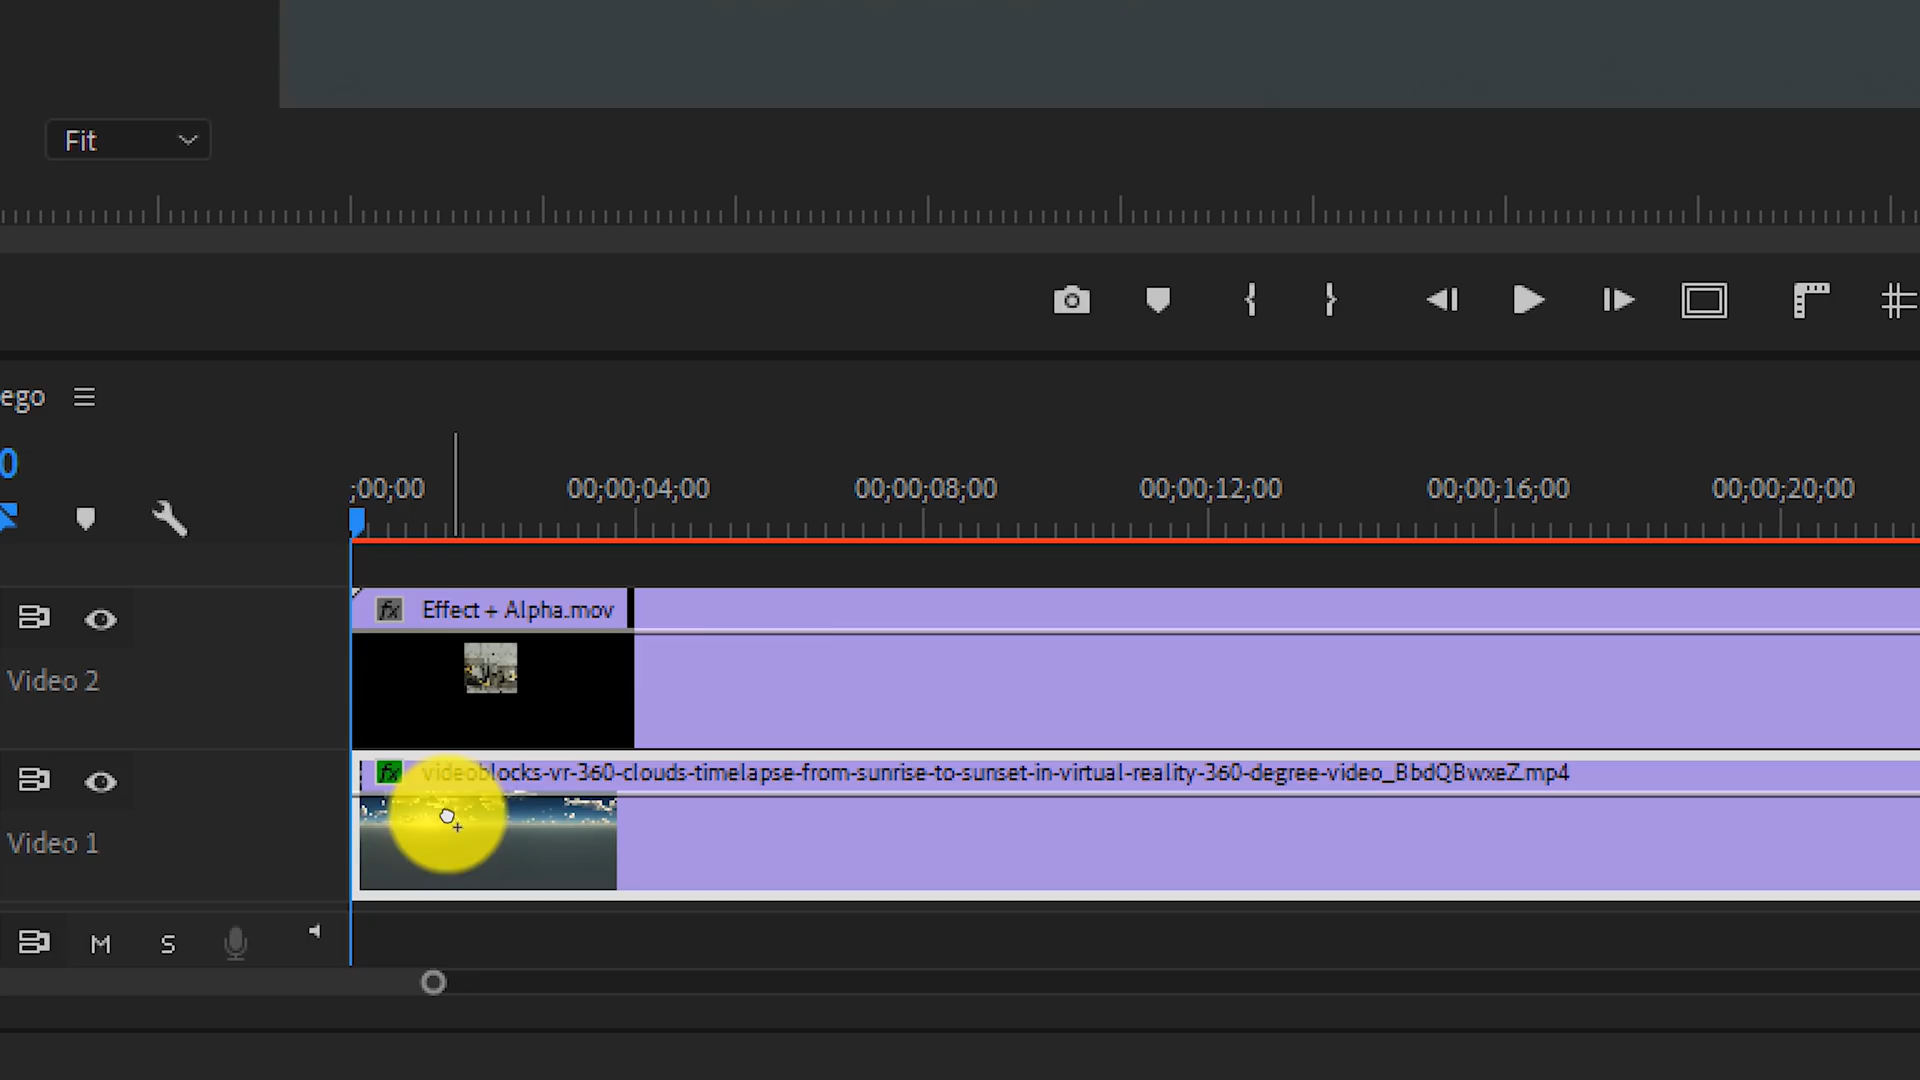 Fit
ego
0
;00;00 00;00;04;00 00;00;08;00 00;00;12;00 00;00;16;00 00;00;20;00
fx Effect + Alpha.mov
Video 2
fx videoblocks-vr-360-clouds-timelapse-from-sunrise-to-sunset-in-virtual-reality-360-degree-video_BbdQBwxeZ.mp4
Video 1
M S